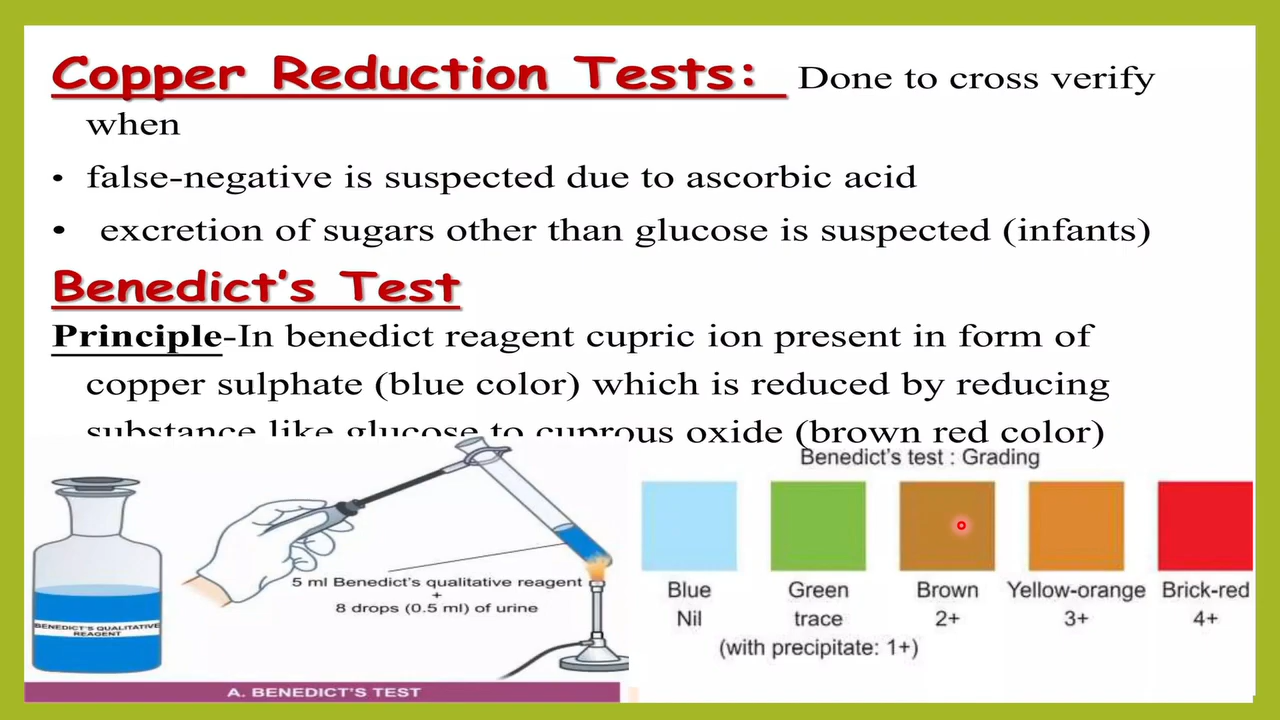 Copper Reduction Tests: Done to cross verify
when
• false-negative is suspected due to ascorbic acid
• excretion of sugars other than glucose is suspected (infants)
Benedict's Test
Principle-In benedict reagent cupric ion present in form of
copper sulphate (blue color) which is reduced by reducing
substance like glucose to cuprous oxide (brown red color)
BENEDICT'S QUALITATIVE
REAGENT
5 ml Benedict's qualitative reagent
+
8 drops (0.5 ml) of urine
A. BENEDICT'S TEST
Benedict's test : Grading
Blue Green Brown Yellow-orange Brick-red
Nil trace 2+ 3+ 4+
(with precipitate: 1+)